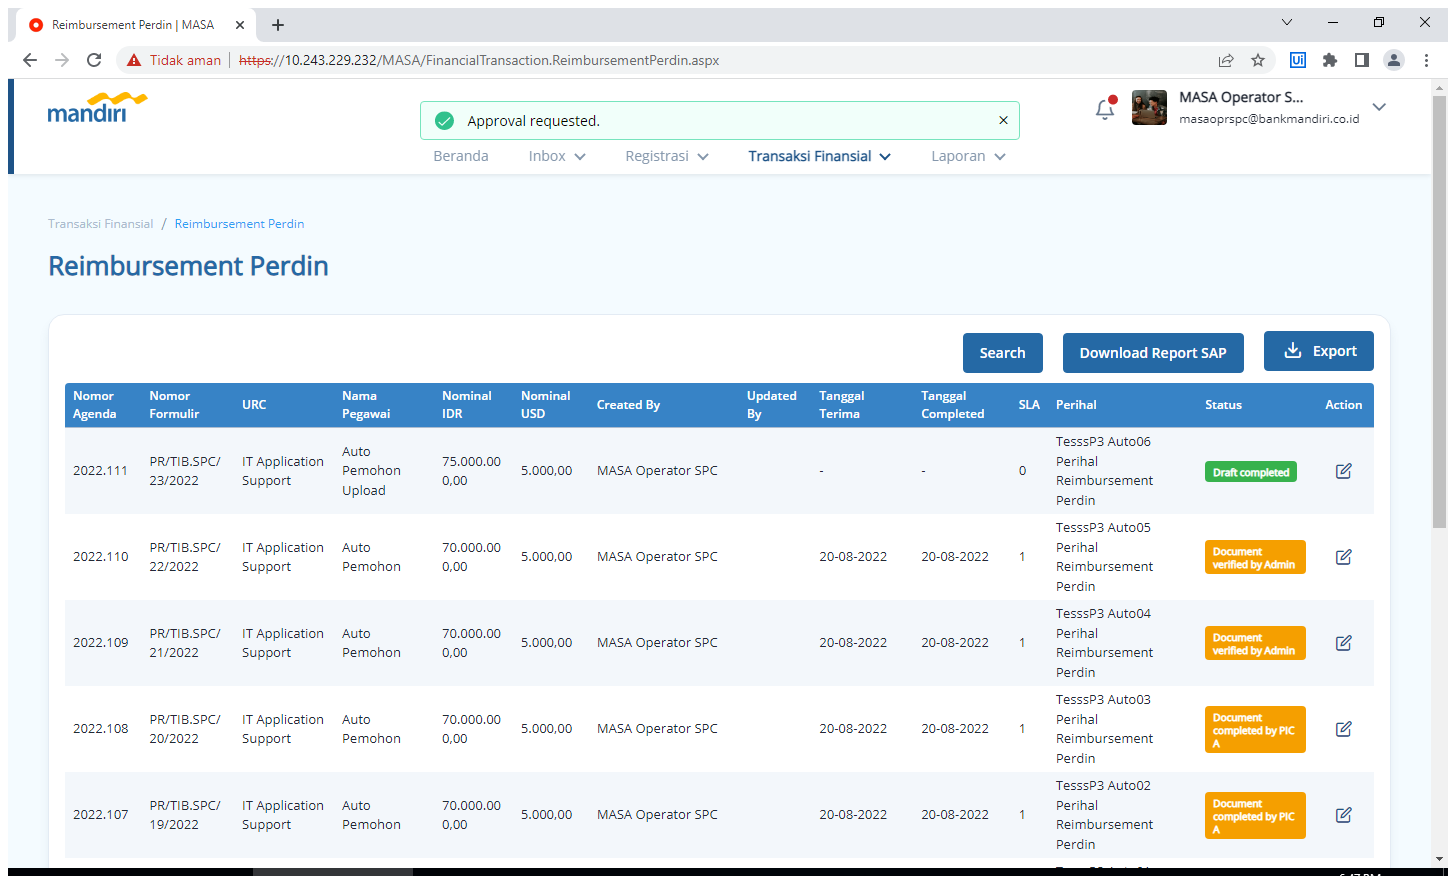 Reimbursement Perdin | MASA
Tidak aman
https://10.243.229.232/MASA/FinancialTransaction.ReimbursementPerdin.aspx
Ui
mandiri
Approval requested.
MASA Operator S...
masaoprspc@bankmandiri.co.id
Beranda
Inbox
Registrasi
Transaksi Finansial
Laporan
Transaksi Finansial / Reimbursement Perdin
Reimbursement Perdin
Search
Download Report SAP
Export
Nomor
Agenda
Nomor
Formulir
URC
Nama
Pegawai
Nominal
IDR
Nominal
USD
Created By
Updated
By
Tanggal
Terima
Tanggal
Completed
SLA
Perihal
Status
Action
2022.111
PR/TIB.SPC/
23/2022
IT Application
Support
Auto
Pemohon
Upload
75.000.00
0,00
5.000,00
MASA Operator SPC
-
-
0
TesssP3 Auto06
Perihal
Reimbursement
Perdin
Draft completed
2022.110
PR/TIB.SPC/
22/2022
IT Application
Support
Auto
Pemohon
70.000.00
0,00
5.000,00
MASA Operator SPC
20-08-2022
20-08-2022
1
TesssP3 Auto05
Perihal
Reimbursement
Perdin
Document
verified by Admin
2022.109
PR/TIB.SPC/
21/2022
IT Application
Support
Auto
Pemohon
70.000.00
0,00
5.000,00
MASA Operator SPC
20-08-2022
20-08-2022
1
TesssP3 Auto04
Perihal
Reimbursement
Perdin
Document
verified by Admin
2022.108
PR/TIB.SPC/
20/2022
IT Application
Support
Auto
Pemohon
70.000.00
0,00
5.000,00
MASA Operator SPC
20-08-2022
20-08-2022
1
TesssP3 Auto03
Perihal
Reimbursement
Perdin
Document
completed by PIC
A
2022.107
PR/TIB.SPC/
19/2022
IT Application
Support
Auto
Pemohon
70.000.00
0,00
5.000,00
MASA Operator SPC
20-08-2022
20-08-2022
1
TesssP3 Auto02
Perihal
Reimbursement
Perdin
Document
completed by PIC
A